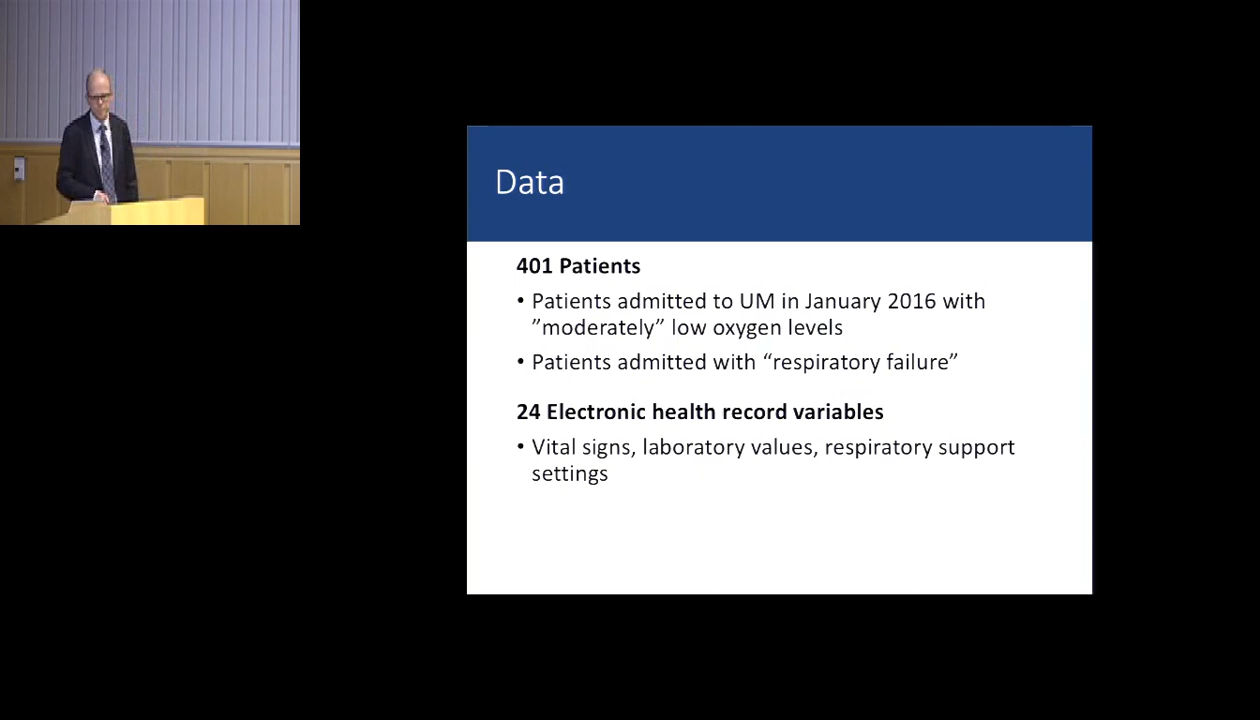 Data
401 Patients
• Patients admitted to UM in January 2016 with
”moderately” low oxygen levels
• Patients admitted with “respiratory failure”
24 Electronic health record variables
• Vital signs, laboratory values, respiratory support
settings